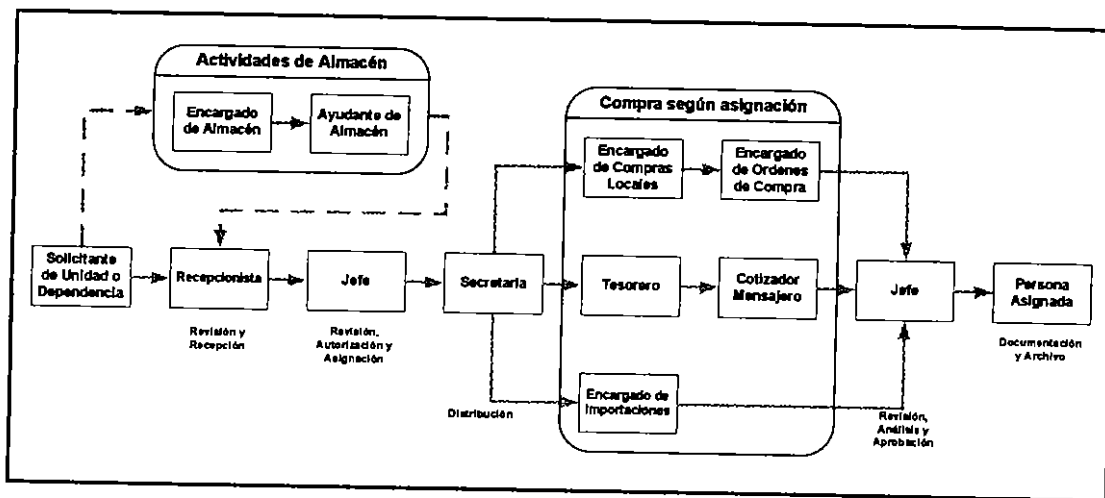 Actividades de Almacén
Encargado
de Almacén
Ayudante de
Almacén
Compra según asignación
Encargado
de Compras
Locales
Encargado
de Ordenes
de Compra
Solicitante
de Unidad o
Dependencia
Recepcionista
Jefe
Secretaria
Tesorero
Cotizador
Mensajero
Jefe
Persona
Asignada
Revisión y
Recepción
Revisión,
Autorización y
Asignación
Documentación
y Archivo
Encargado de
Importaciones
Distribución
Revisión,
Análisis y
Aprobación